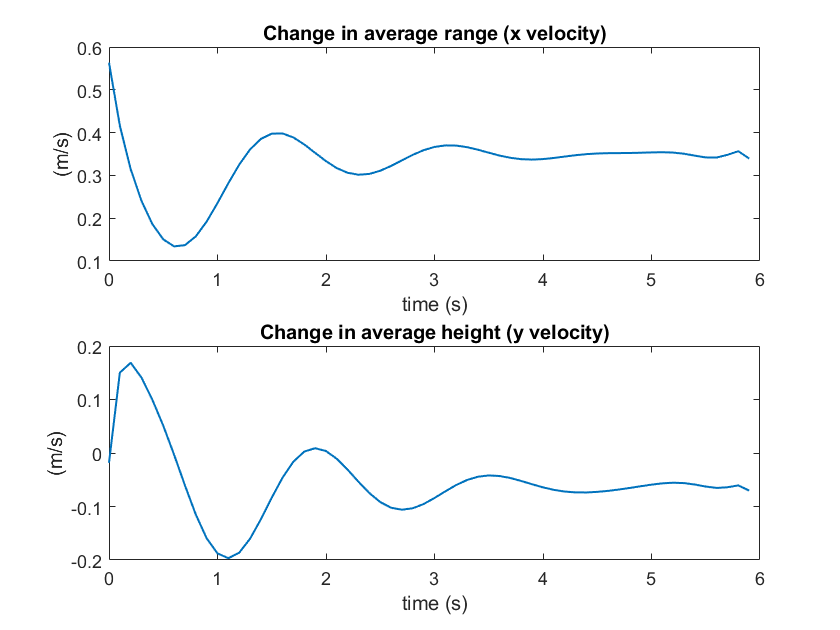 Change in average range (x velocity)
0.6
0.5
0.4
0.3
0.2
0.1
(m/s)
0 1 2 3 4 5 6
time (s)
Change in average height (y velocity)
0.2
0.1
0
-0.1
-0.2
(m/s)
0 1 2 3 4 5 6
time (s)